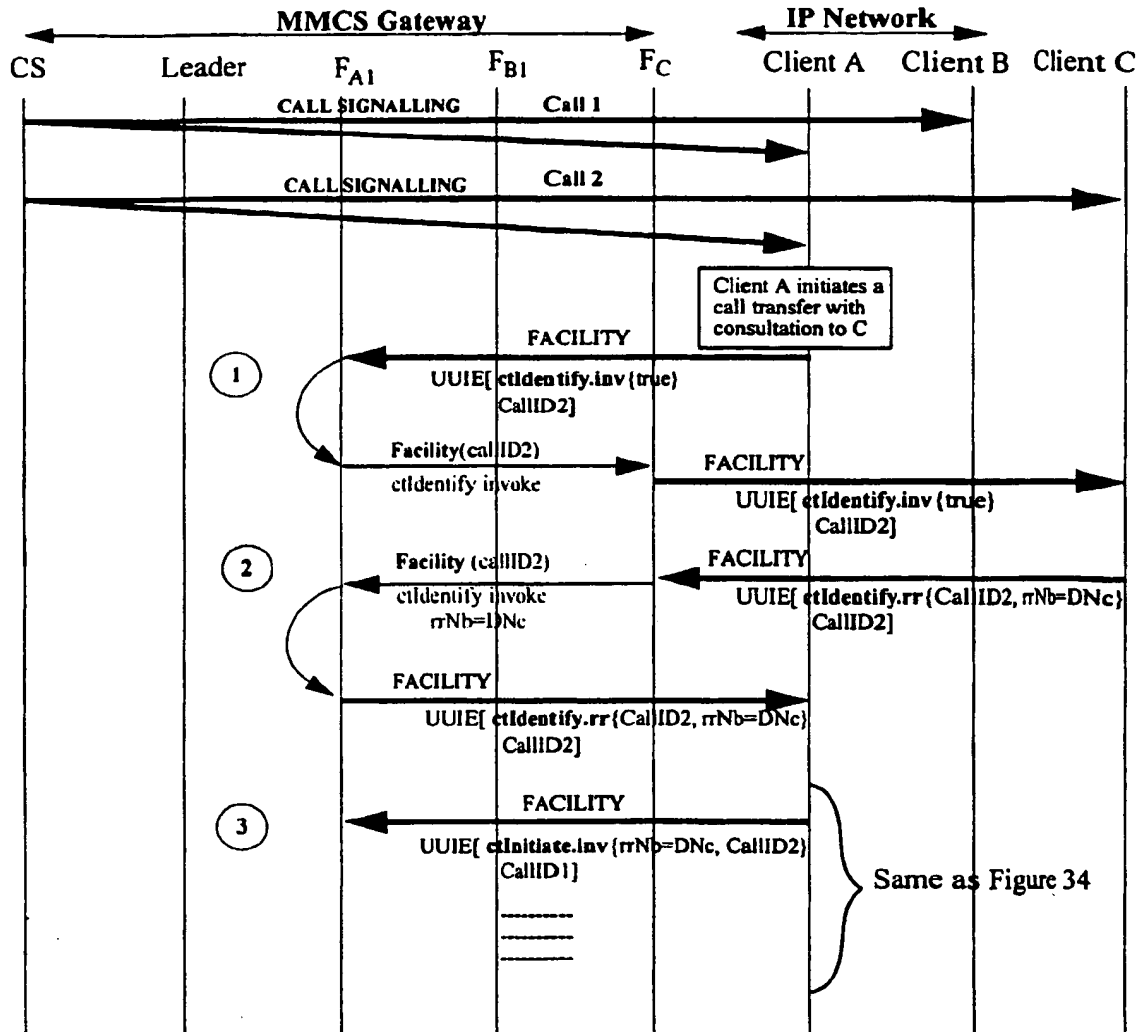 MMCS Gateway IP Network
CS Leader FA1 FB1 FC Client A Client B Client C
CALL SIGNALLING Call 1
CALL SIGNALLING Call 2
Client A initiates a
call transfer with
consultation to C
FACILITY
1
UUIE[ ctIdentify.inv{true}
CallID2]
Facility(callID2)
ctIdentify invoke
FACILITY
UUIE[ ctIdentify.inv{true}
CallID2]
2
Facility (callID2)
ctIdentify invoke
rrNb=DNc
FACILITY
UUIE[ ctIdentify.rr{CallID2, rrNb=DNc}
CallID2]
FACILITY
UUIE[ ctIdentify.rr{CallID2, rrNb=DNc}
CallID2]
3
FACILITY
UUIE[ ctInitiate.inv{rrNb=DNc, CallID2}
CallID1]
Same as Figure 34